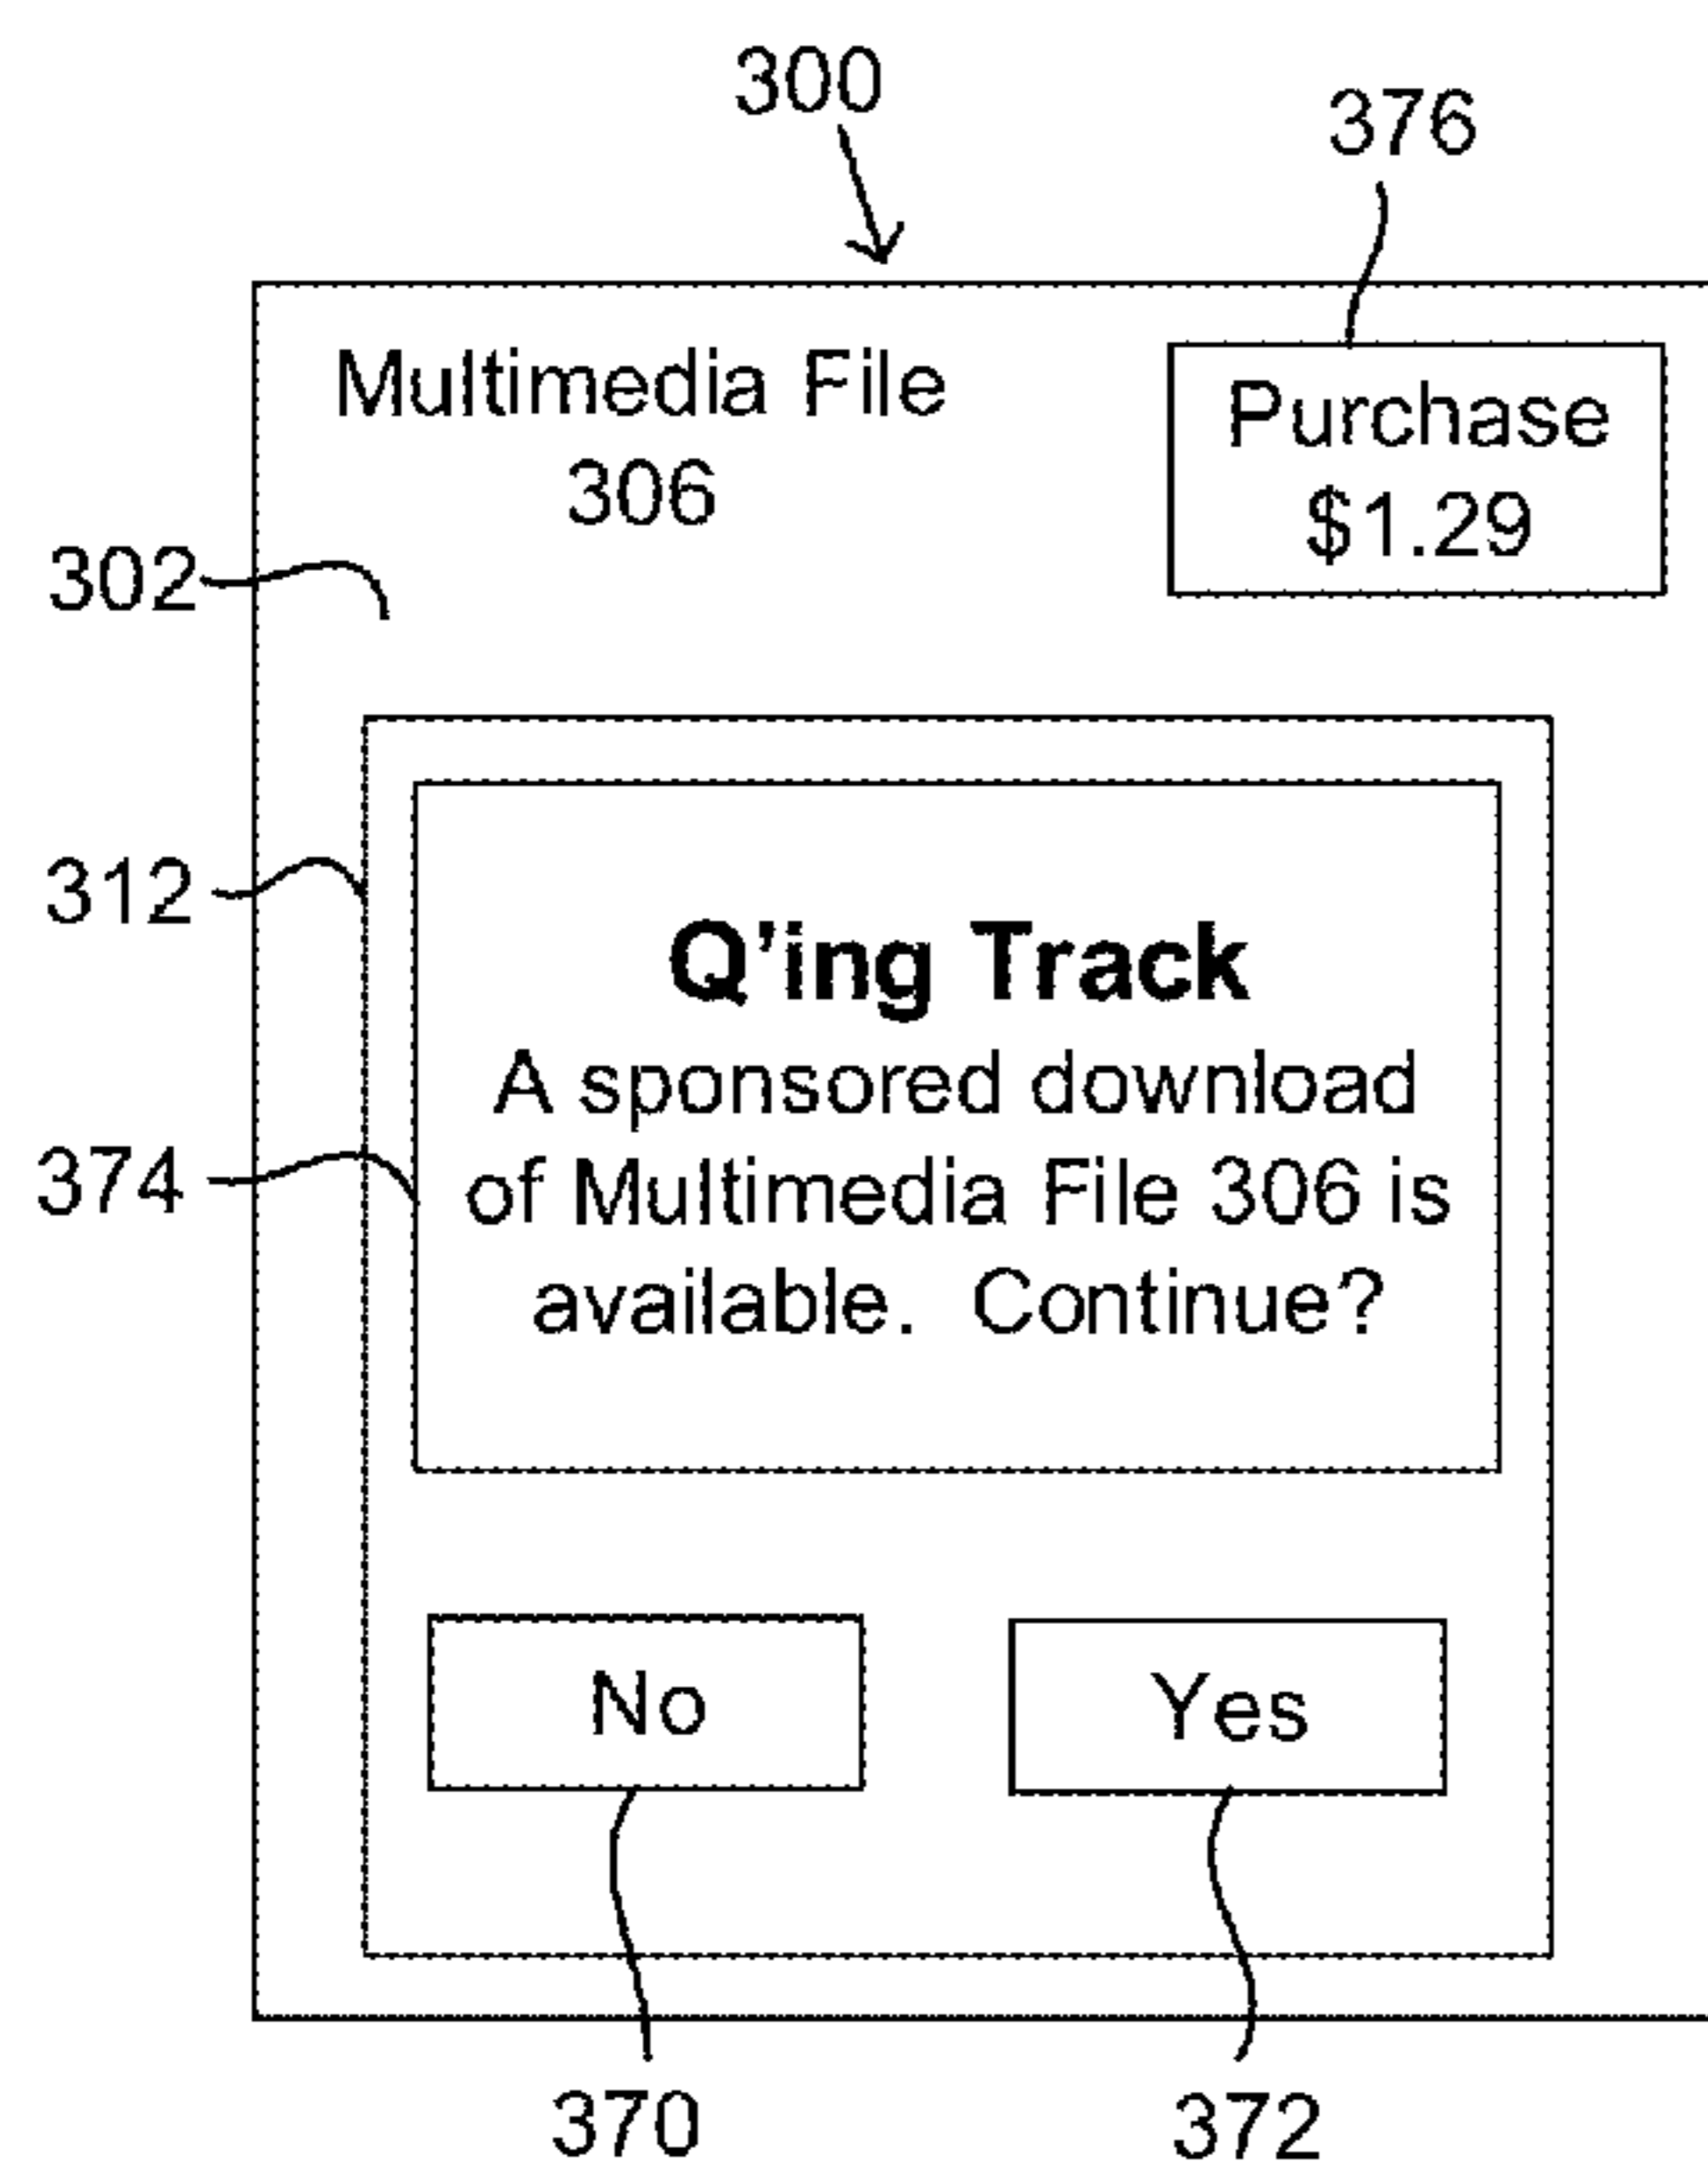 300
376
Multimedia File
306
Purchase
$1.29
302
312
Q’ing Track
A sponsored download
374
of Multimedia File 306 is
available.  Continue?
No
Yes
370
372